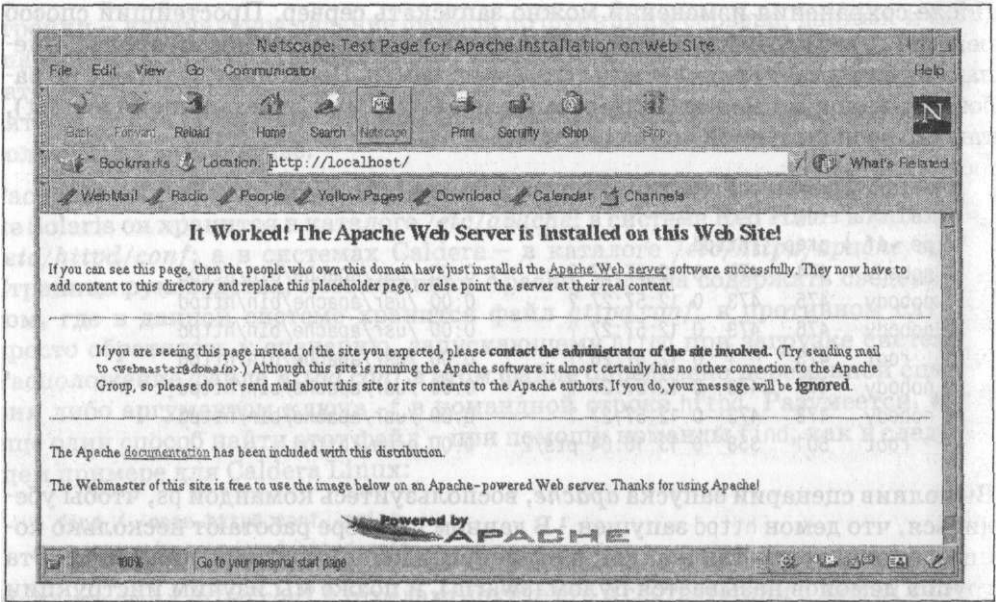 Netscape: Test Page for Apache Installation on Web Site
File Edit View Go Communicator Help
Back Forward Reload Home Search Netscape Print Security Shop Stop
Bookmarks Location: http://localhost/ What's Related
WebMail Radio People Yellow Pages Download Calendar Channels
It Worked! The Apache Web Server is Installed on this Web Site!
If you can see this page, then the people who own this domain have just installed the Apache Web server software successfully. They now have to
add content to this directory and replace this placeholder page, or else point the server at their real content.
If you are seeing this page instead of the site you expected, please contact the administrator of the site involved. (Try sending mail
to <webmaster@domain>.) Although this site is running the Apache software it almost certainly has no other connection to the Apache
Group, so please do not send mail about this site or its contents to the Apache authors. If you do, your message will be ignored.
The Apache documentation has been included with this distribution.
The Webmaster of this site is free to use the image below on an Apache-powered Web server. Thanks for using Apache!
Powered by
APACHE
100% Go to your personal start page